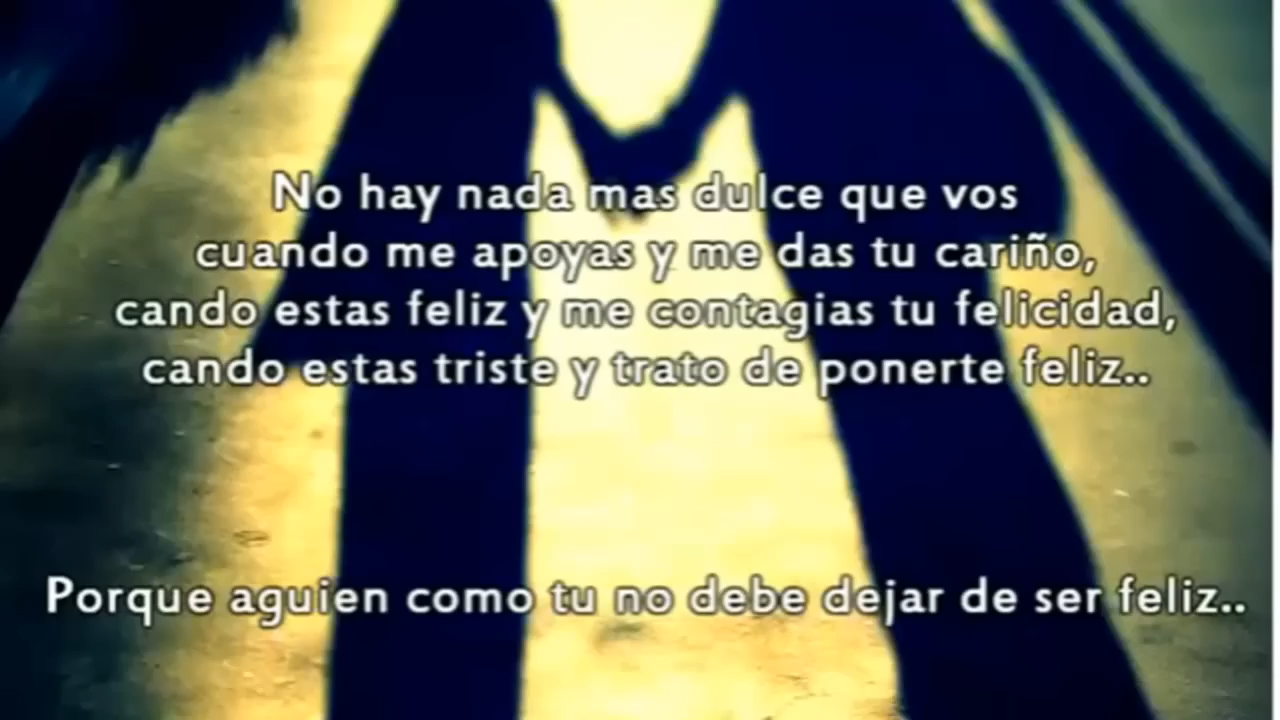 No hay nada mas dulce que vos
cuando me apoyas y me das tu cariño,
cando estas feliz y me contagias tu felicidad,
cando estas triste y trato de ponerte feliz..
Porque aguien como tu no debe dejar de ser feliz..